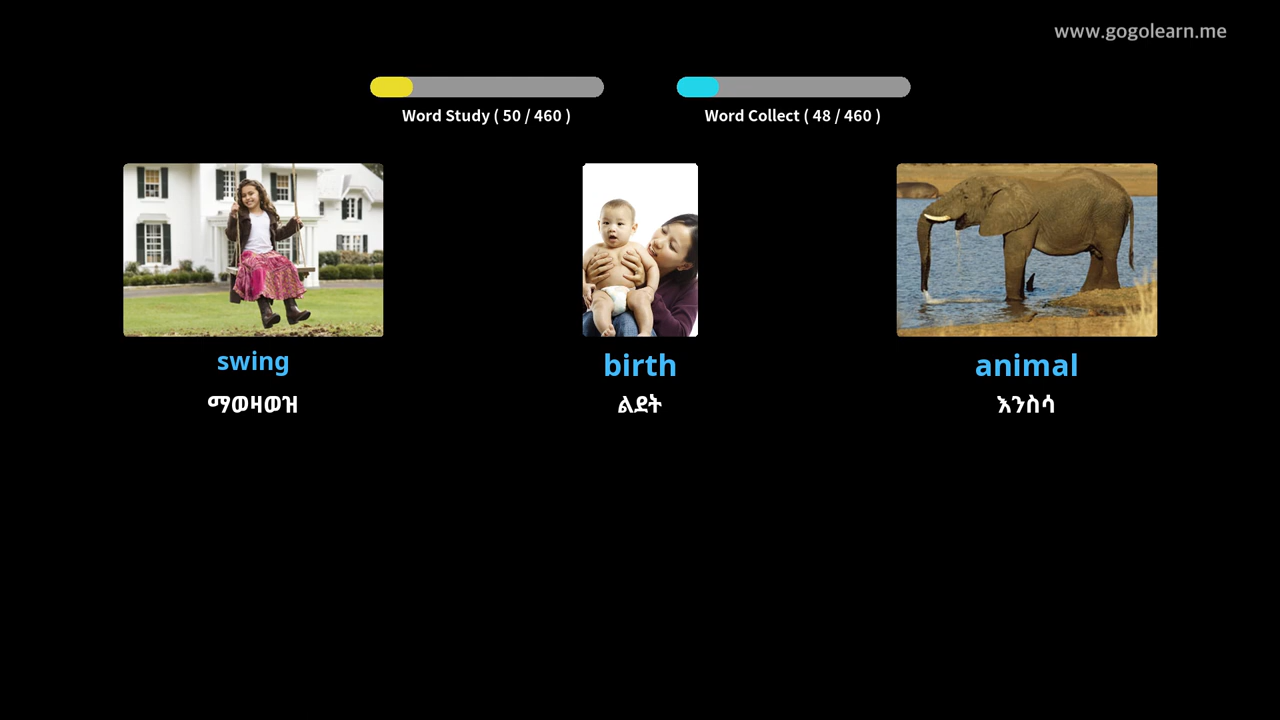 www.gogolearn.me
Word Study ( 50 / 460 )
Word Collect ( 48 / 460 )
swing
birth
animal
ማወዛወዝ
ልደት
እንስሳ